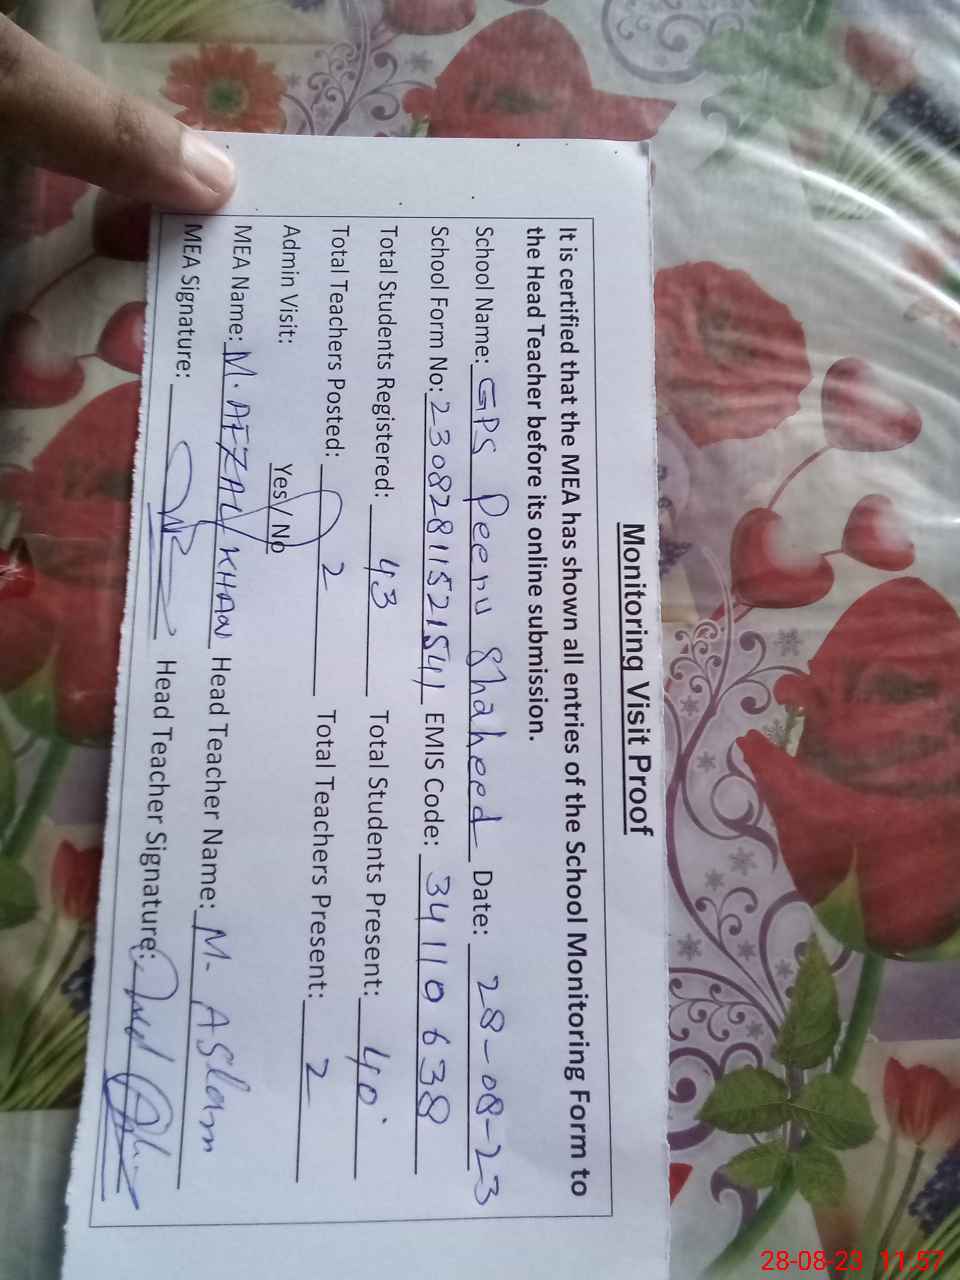 Monitoring Visit Proof
It is certified that the MEA has shown all entries of the School Monitoring Form to
the Head Teacher before its online submission.
School Name: GPS Peeru Shaheed Date: 28-08-23
School Form No: 230828115215411 EMIS Code: 34110638
Total Students Registered: 43 Total Students Present: 40
Total Teachers Posted: 2 Total Teachers Present: 2
Admin Visit: Yes / No
MEA Name: M. AFZAL KHAN Head Teacher Name: M- Aslam
MEA Signature: Head Teacher Signature:
28-08-23 11:57